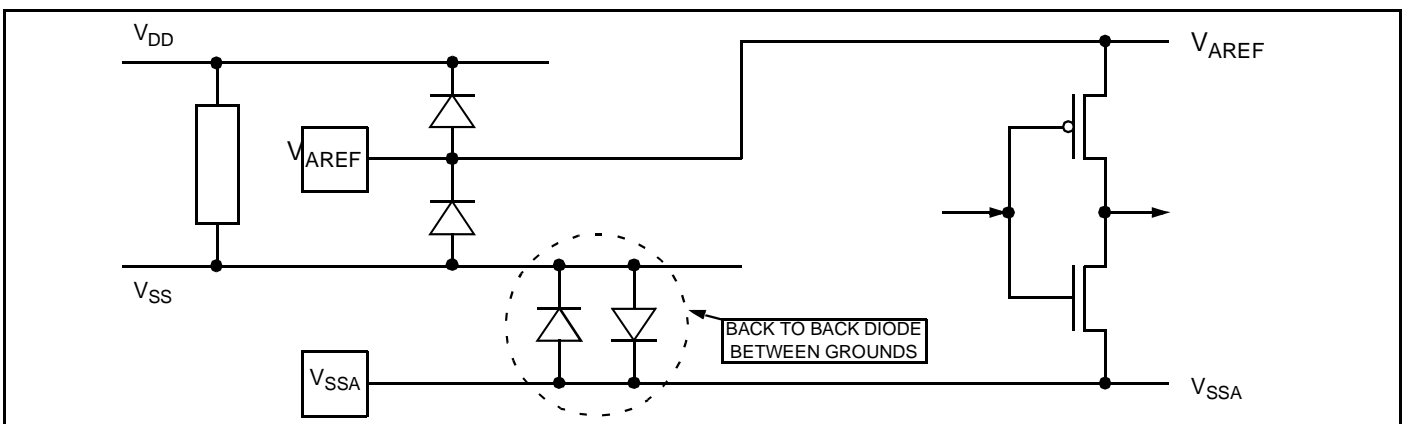 VDD
VAREF
VAREF
VSS
BACK TO BACK DIODE
BETWEEN GROUNDS
VSSA
VSSA